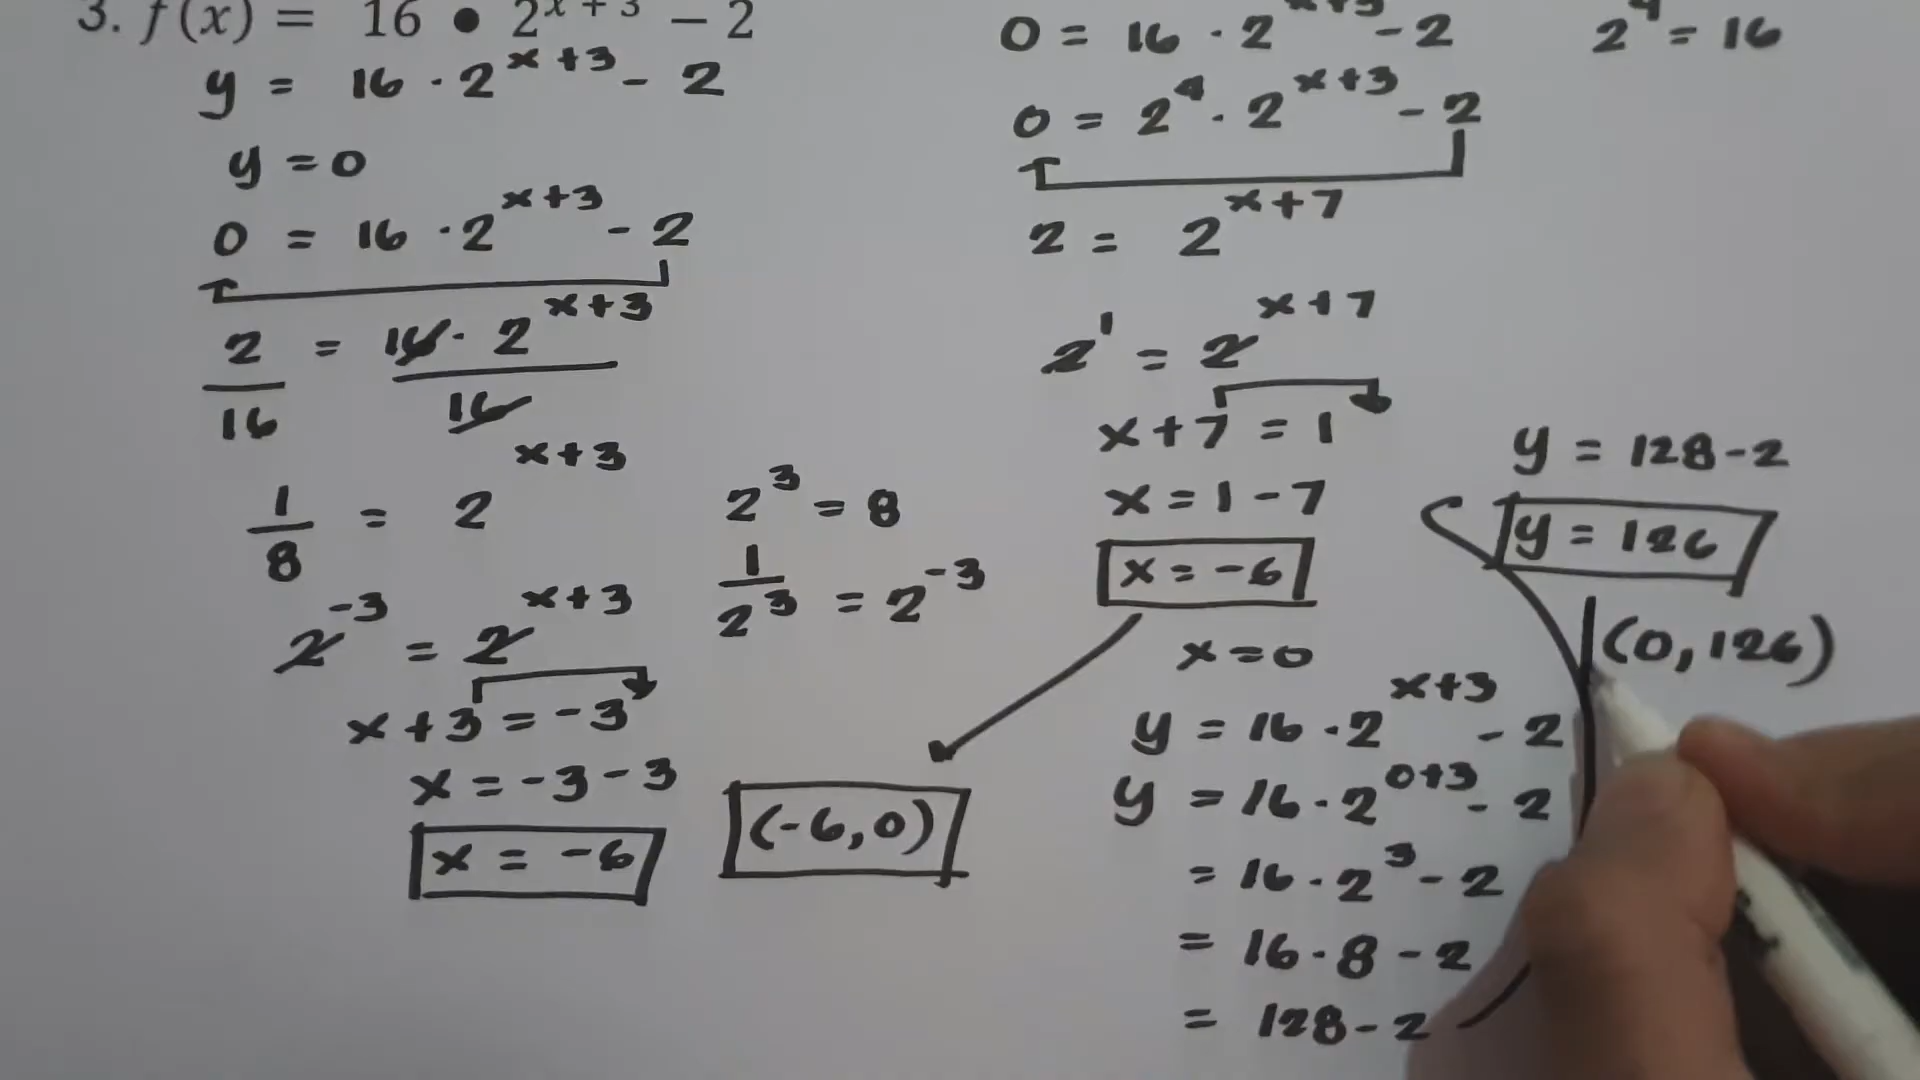 3. f(x) = 16 • 2^{x + 3} − 2
y = 16 · 2^{x+3} - 2
y = 0
0 = 16 · 2^{x+3} - 2
2/16 = 16 · 2^{x+3}/16
1/8 = 2^{x+3}
2^{-3} = 2^{x+3}
x + 3 = -3
x = -3 - 3
x = -6
2^3 = 8
1/2^3 = 2^{-3}
(-6, 0)
0 = 16 · 2^{x+3} - 2
2^4 = 16
0 = 2^4 · 2^{x+3} - 2
2 = 2^{x+7}
2^1 = 2^{x+7}
x + 7 = 1
x = 1 - 7
x = -6
x = 0
y = 16 · 2^{x+3} - 2
y = 16 · 2^{0+3} - 2
= 16 · 2^3 - 2
= 16 · 8 - 2
= 128 - 2
y = 128 - 2
y = 126
(0, 126)